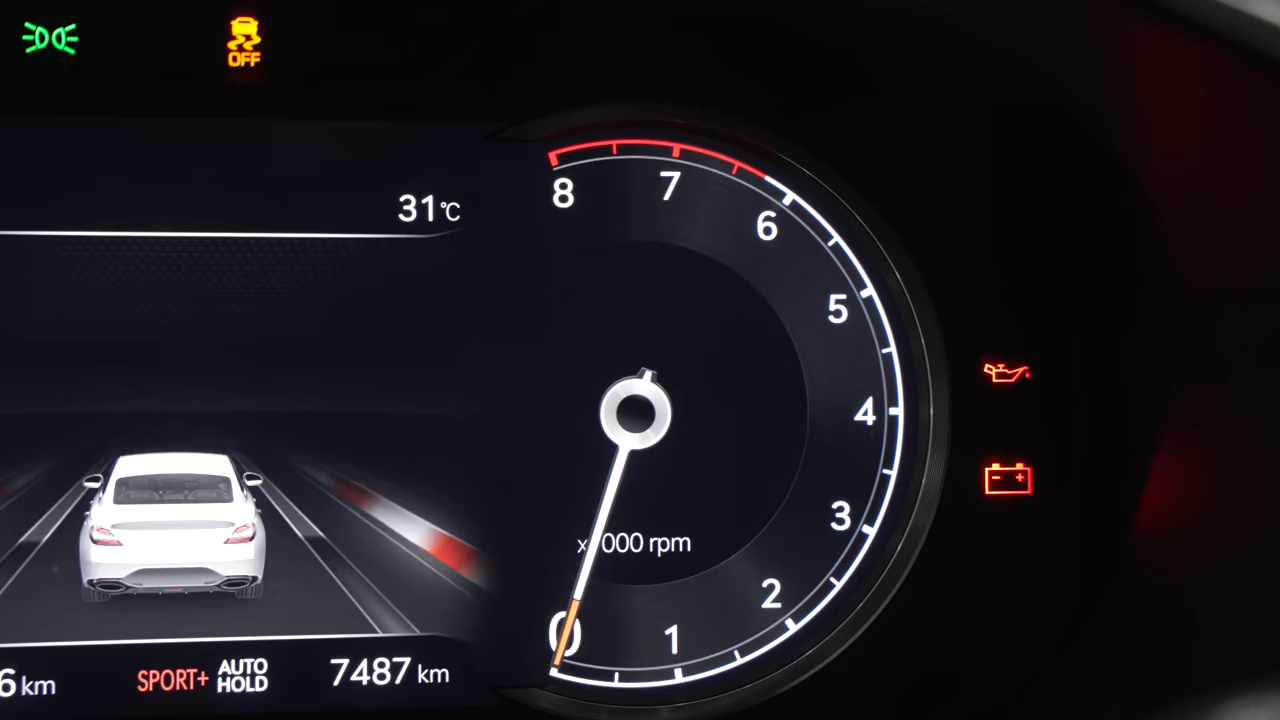 OFF
31°C
8
7
6
5
4
3
2
1
0
x1000 rpm
6 km
SPORT+
AUTO
HOLD
7487 km
- +